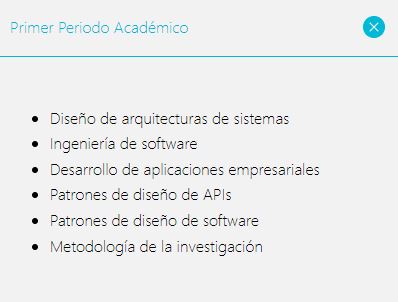 Primer Periodo Académico
Diseño de arquitecturas de sistemas
Ingeniería de software
Desarrollo de aplicaciones empresariales
Patrones de diseño de APIs
Patrones de diseño de software
Metodología de la investigación